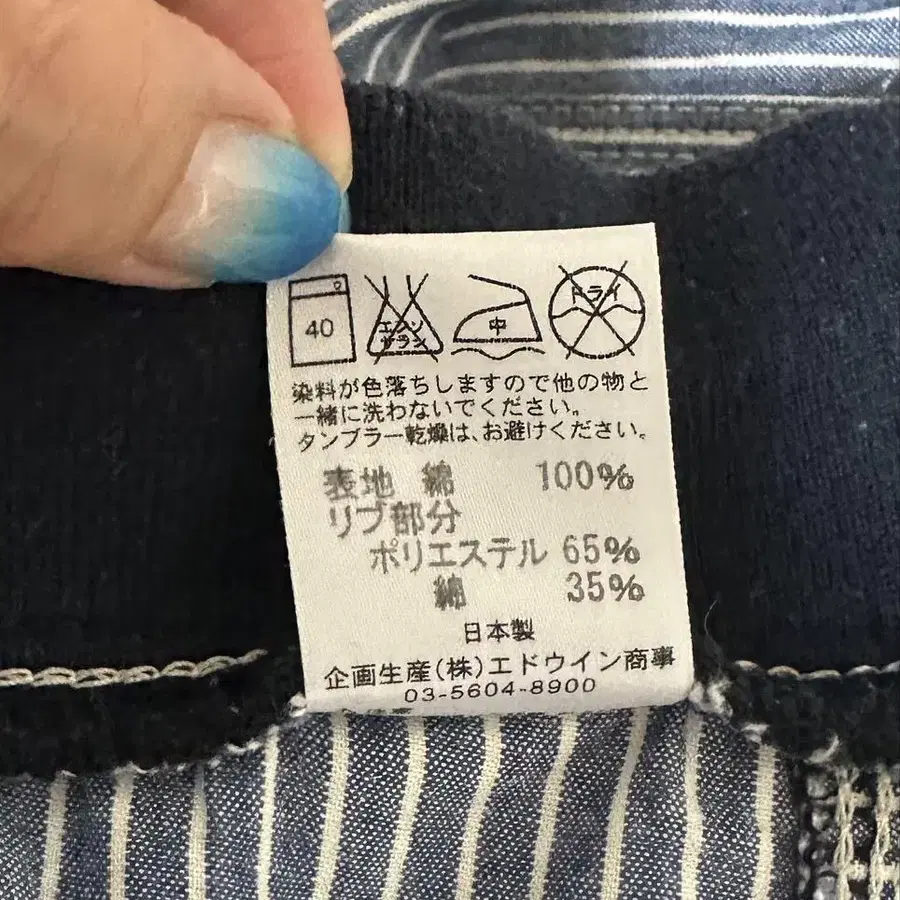 40
エンソ
サラシ
中
ドライ
染料が色落ちしますので他の物と
一緒に洗わないでください。
タンブラー乾燥は、お避けください。
表地 綿 100%
リブ部分
ポリエステル 65%
綿 35%
日本製
企画生産(株)エドウイン商事
03-5604-8900